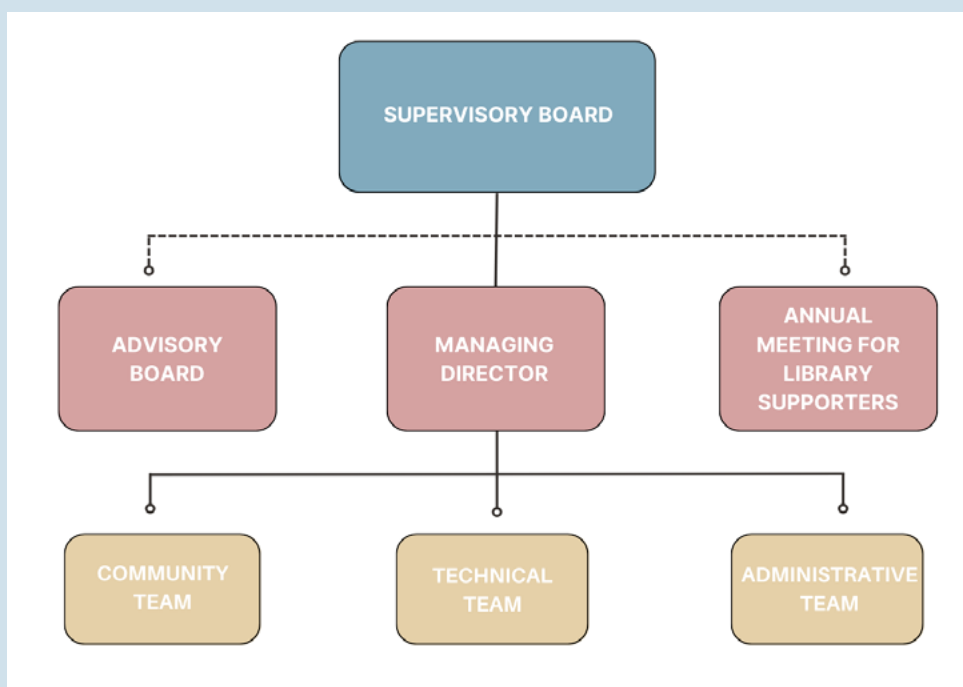 SUPERVISORY BOARD
ADVISORY
BOARD
MANAGING
DIRECTOR
ANNUAL
MEETING FOR
LIBRARY
SUPPORTERS
COMMUNITY
TEAM
TECHNICAL
TEAM
ADMINISTRATIVE
TEAM